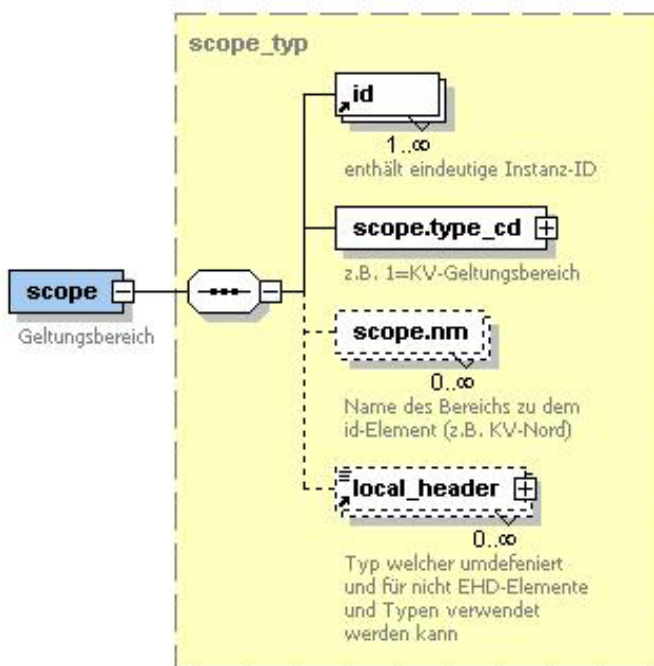 scope_typ
id
1..∞
enthält eindeutige Instanz-ID
scope.type_cd
z.B. 1=KV-Geltungsbereich
scope
Geltungsbereich
scope.nm
0..∞
Name des Bereichs zu dem
id-Element (z.B. KV-Nord)
local_header
0..∞
Typ welcher umdefeniert
und für nicht EHD-Elemente
und Typen verwendet
werden kann